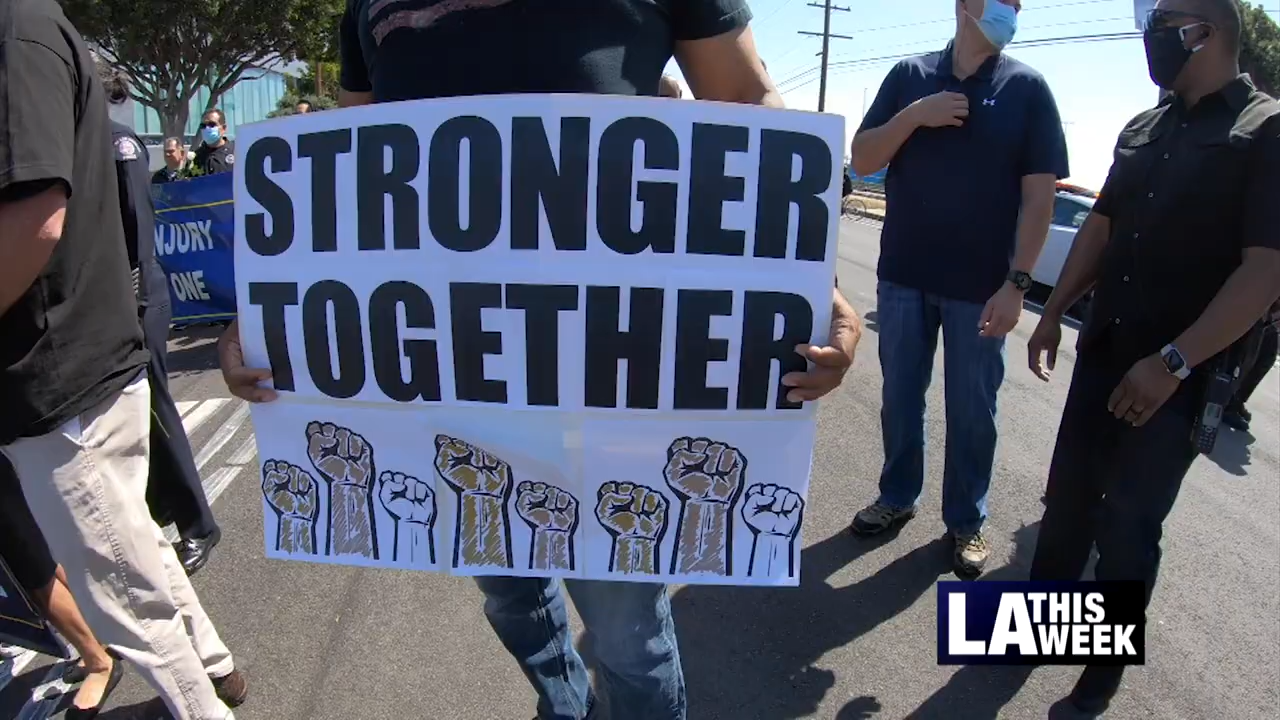 STRONGER
TOGETHER
NJURY
ONE
LA THIS
WEEK